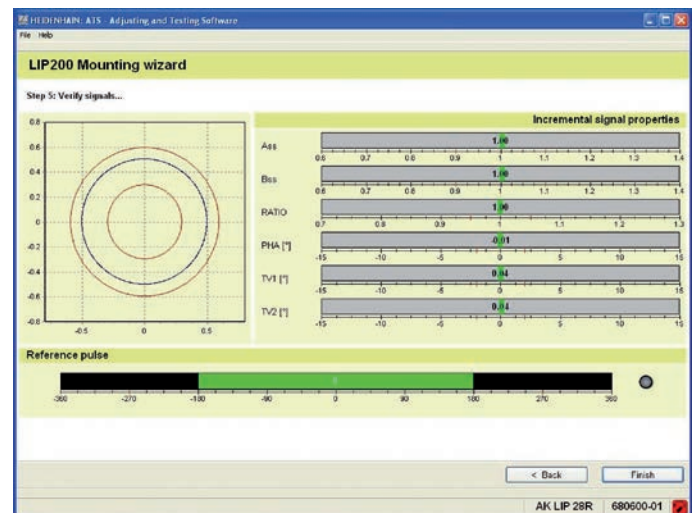 HEIDENHAIN: ATS - Adjusting and Testing Software
File Help
LIP200 Mounting wizard
Step 5: Verify signals...
Incremental signal properties
0.8
0.6
0.4
0.2
0
-0.2
-0.4
-0.6
-0.8
-0.5 0 0.5
Ass
1.00
0.6 0.7 0.8 0.9 1 1.1 1.2 1.3 1.4
Bss
1.00
0.6 0.7 0.8 0.9 1 1.1 1.2 1.3 1.4
RATIO
1.00
0.7 0.8 0.9 1 1.1 1.2 1.3
PHA [°]
-0.01
-15 -10 -5 0 5 10 15
TV1 [°]
0.04
-15 -10 -5 0 5 10 15
TV2 [°]
0.04
-15 -10 -5 0 5 10 15
Reference pulse
-360 -270 -180 -90 0 90 180 270 360
< Back Finish
AK LIP 28R 680600-01